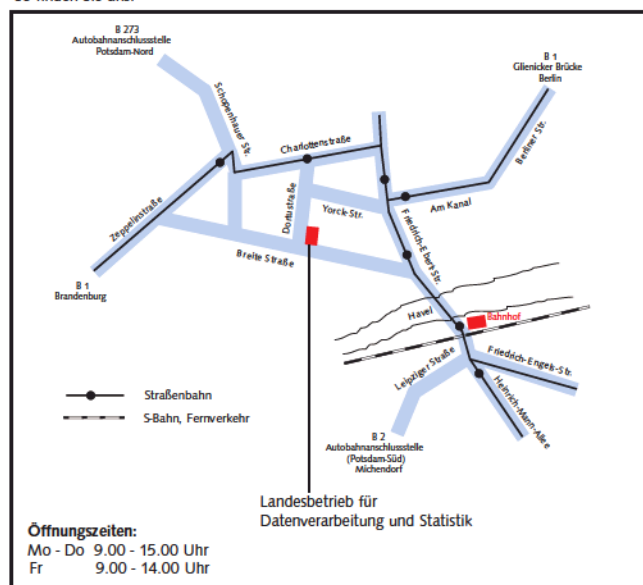 B 273
Autobahnanschlussstelle
Potsdam-Nord
B 1
Glienicker Brücke
Berlin
Schopenhauer
Str.
Charlottenstraße
Berliner Str.
Zeppelinstraße
Dortustraße
Yorck-Str.
Am Kanal
Friedrich-Ebert-Str.
Breite Straße
B 1
Brandenburg
Havel
Bahnhof
Leipziger Straße
Friedrich-Engels-Str.
Heinrich-Mann-Allee
Straßenbahn
S-Bahn, Fernverkehr
B 2
Autobahnanschlussstelle
(Potsdam-Süd)
Michendorf
Landesbetrieb für
Datenverarbeitung und Statistik
Öffnungszeiten:
Mo - Do 9.00 - 15.00 Uhr
Fr 9.00 - 14.00 Uhr